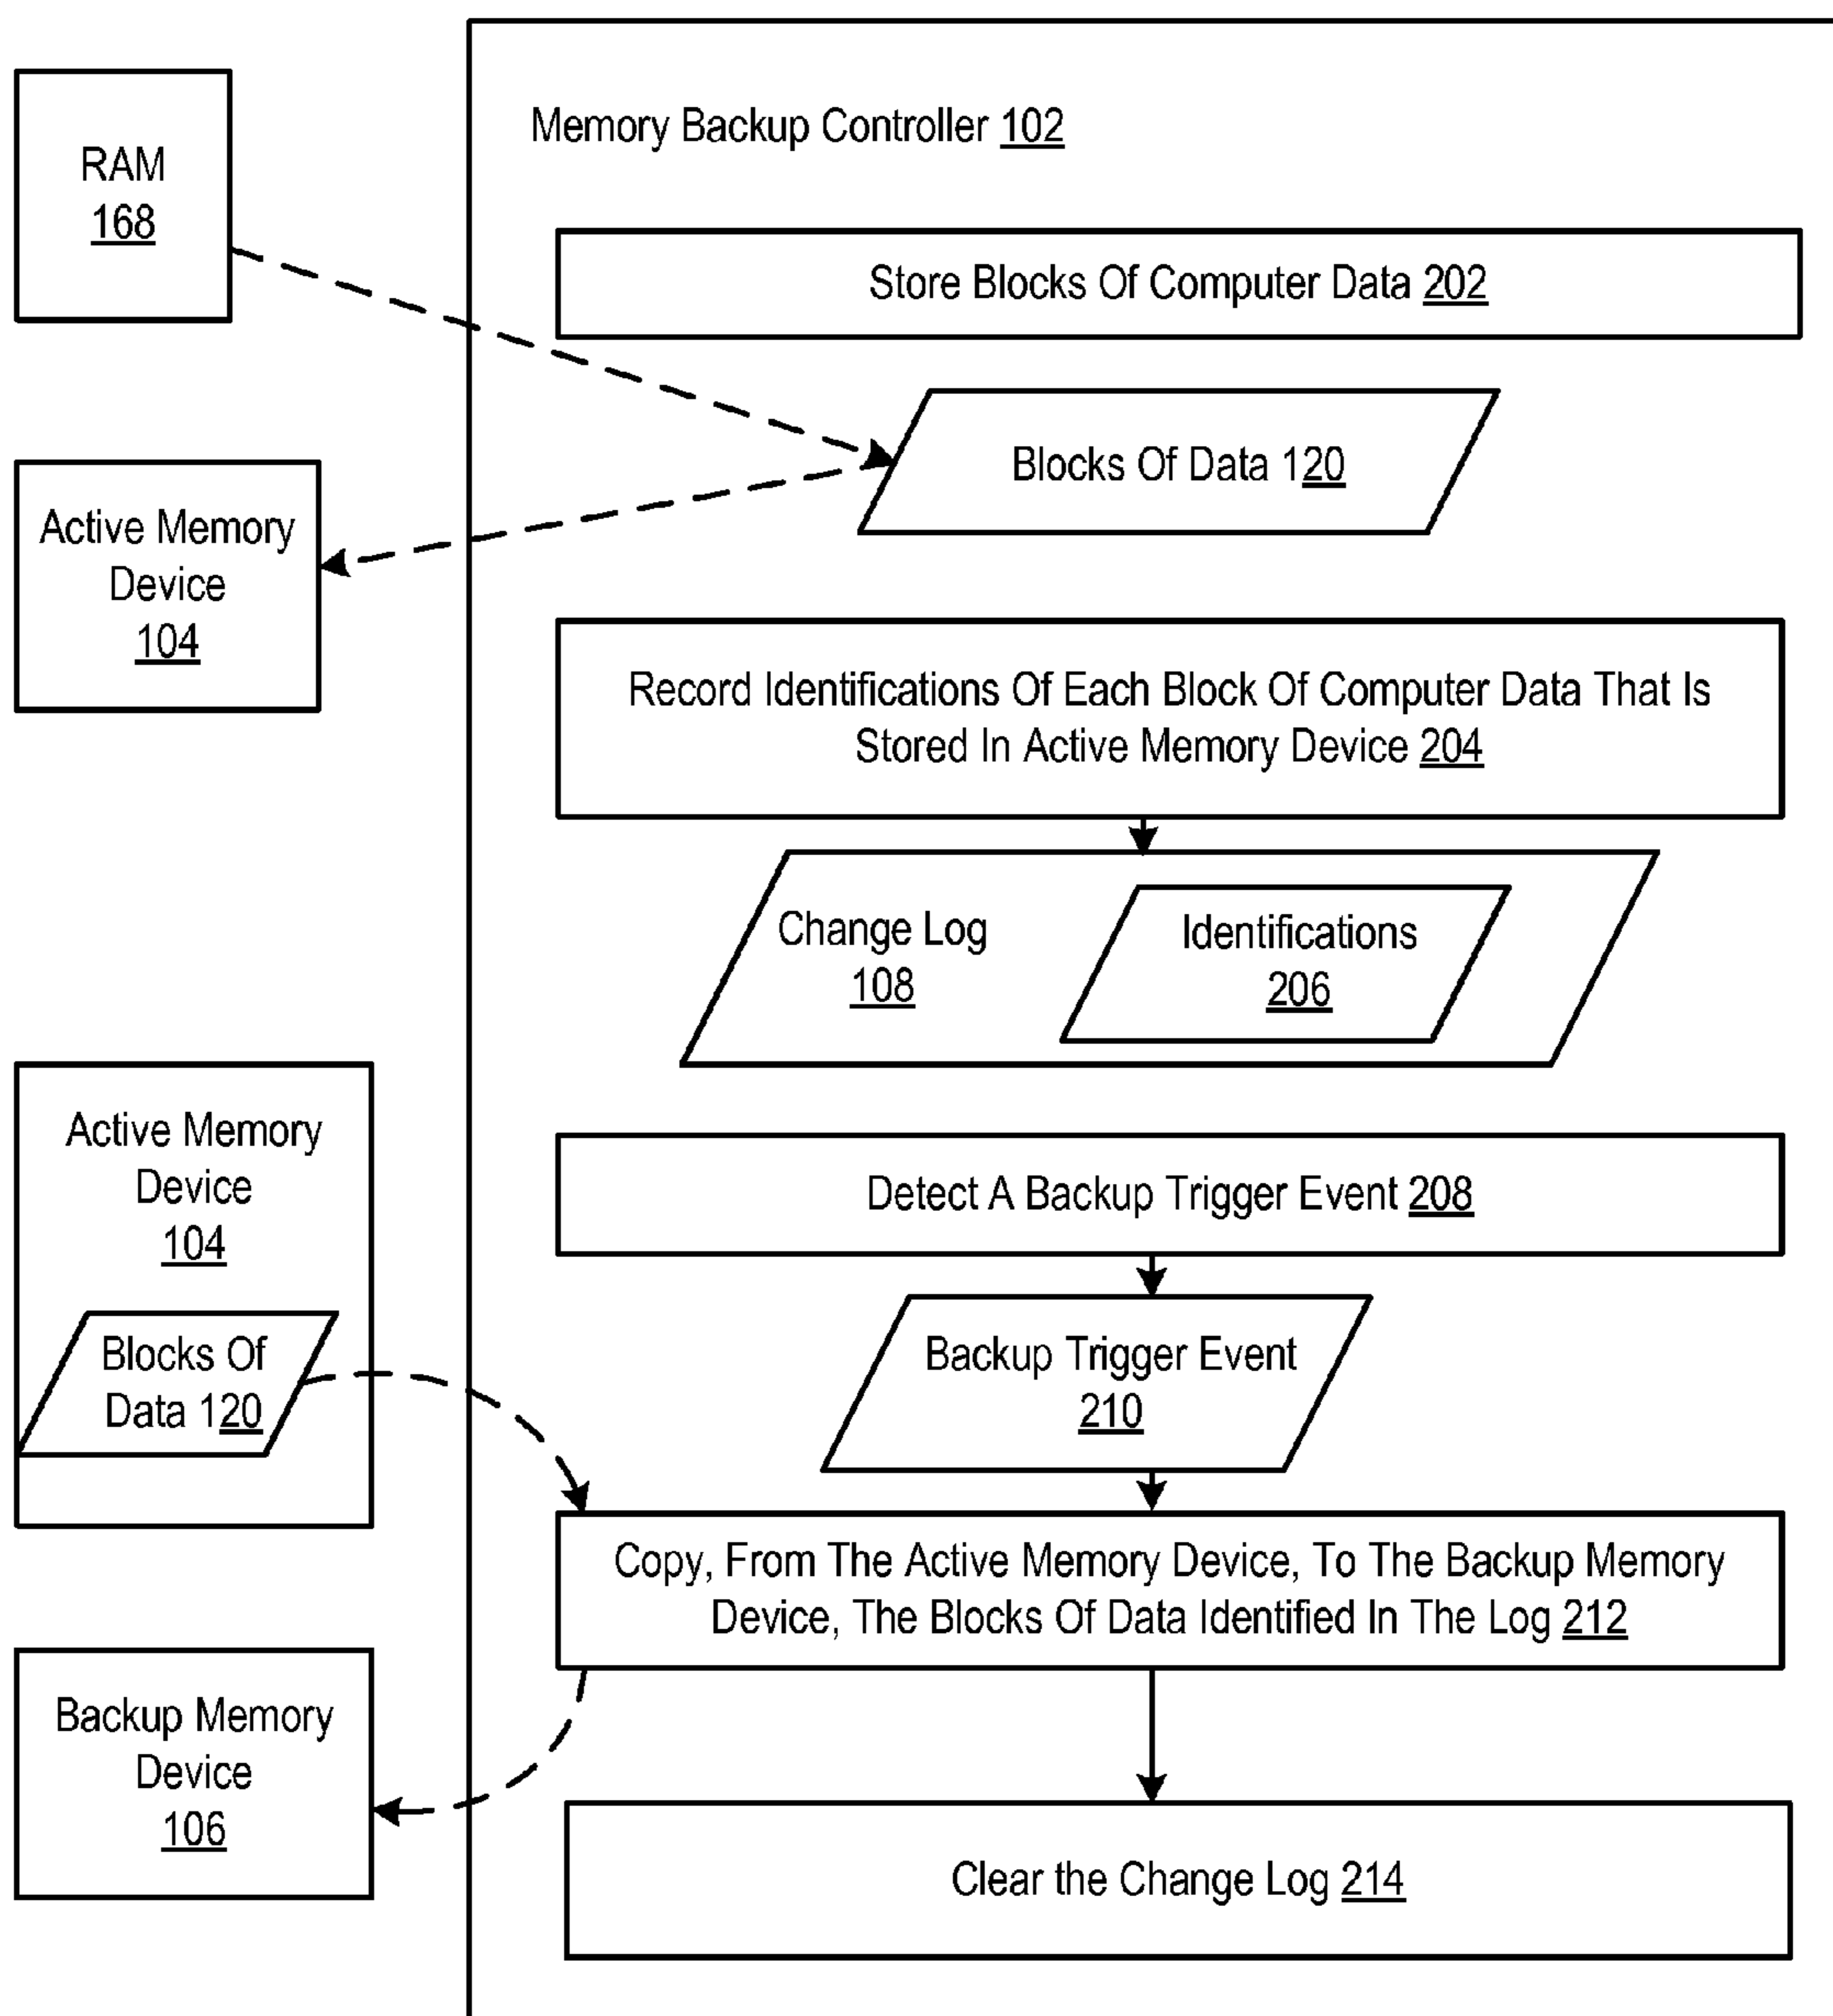 Memory Backup Controller 102
RAM
168
Store Blocks Of Computer Data 202
Blocks Of Data 120
Active Memory
Device
104
Record Identifications Of Each Block Of Computer Data That Is
Stored In Active Memory Device 204
Change Log
108
Identifications
206
Active Memory
Device
104
Blocks Of
Data 120
Detect A Backup Trigger Event 208
Backup Trigger Event
210
Copy, From The Active Memory Device, To The Backup Memory
Device, The Blocks Of Data Identified In The Log 212
Backup Memory
Device
106
Clear the Change Log 214